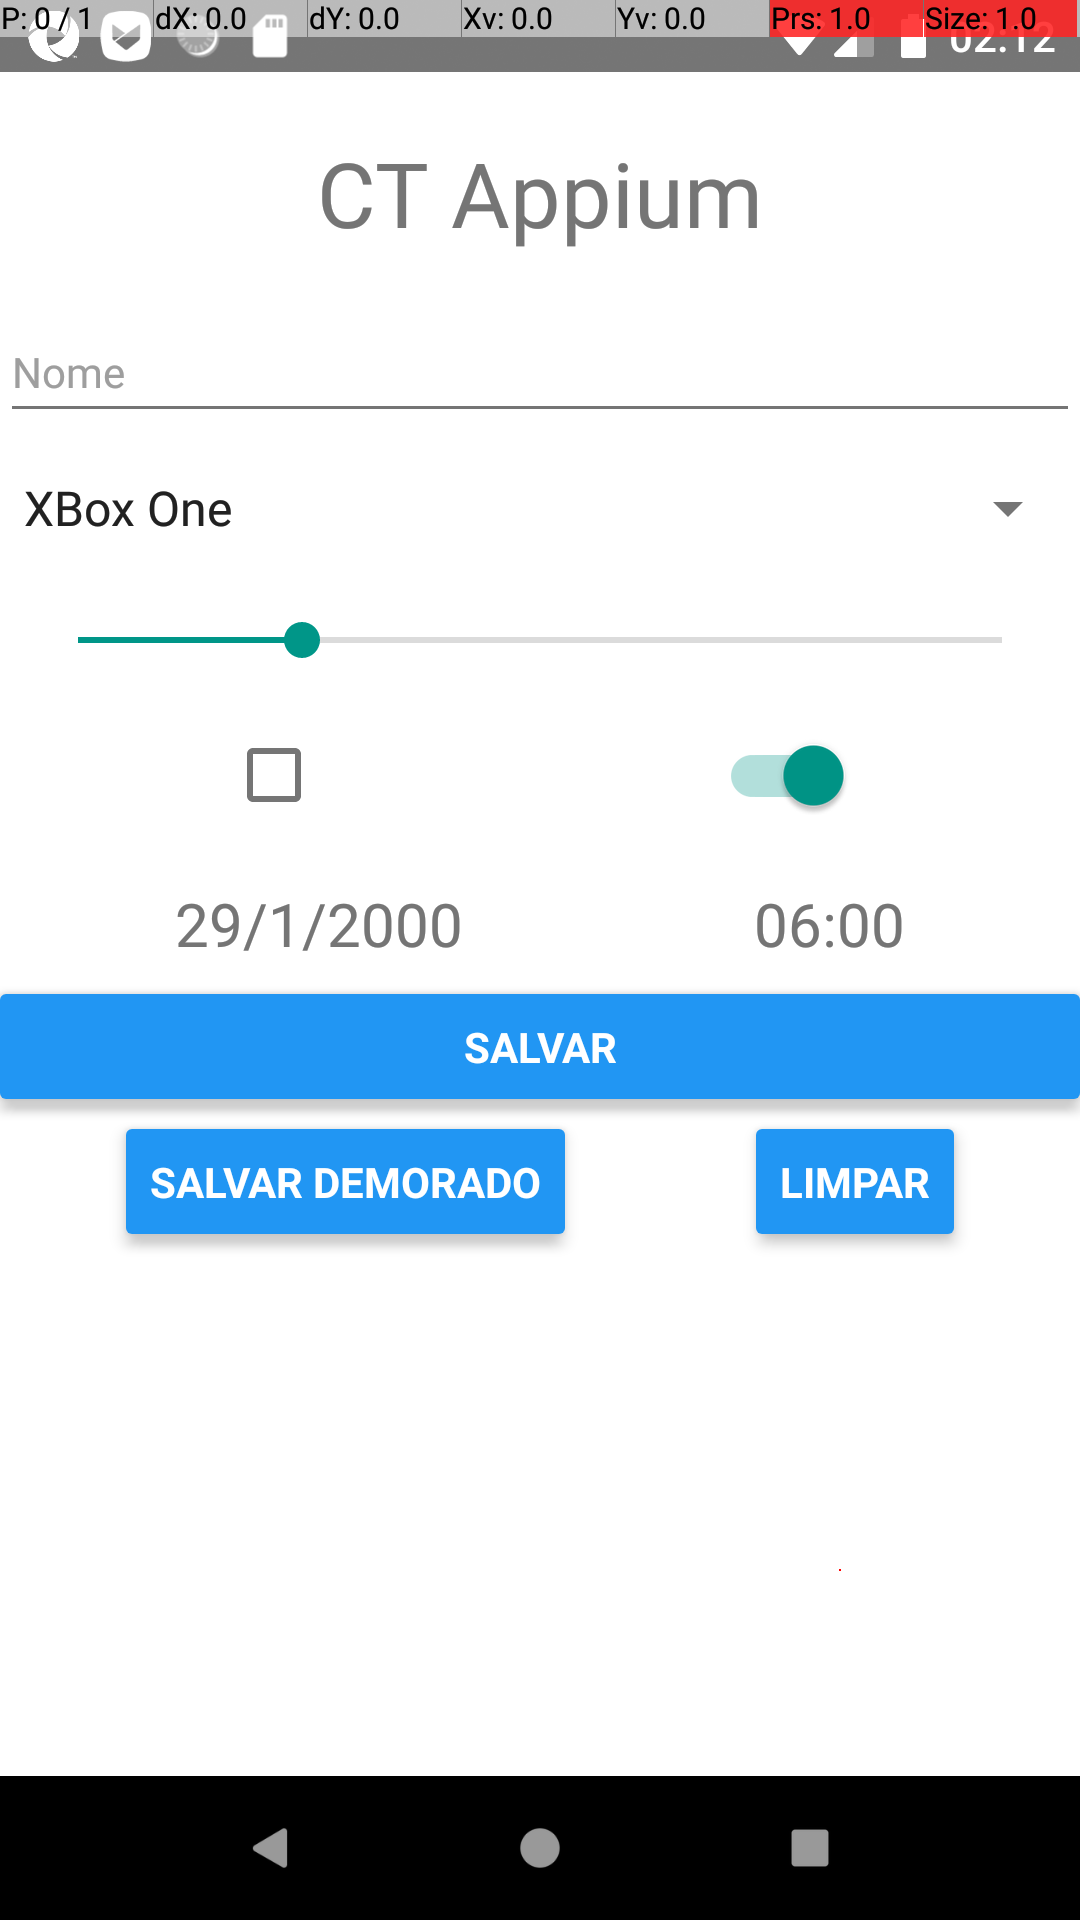 P: 0 / 1 dX: 0.0 dY: 0.0 Xv: 0.0 Yv: 0.0 Prs: 1.0 Size: 1.0
02:12
CT Appium
Nome
XBox One
29/1/2000 06:00
SALVAR
SALVAR DEMORADO LIMPAR